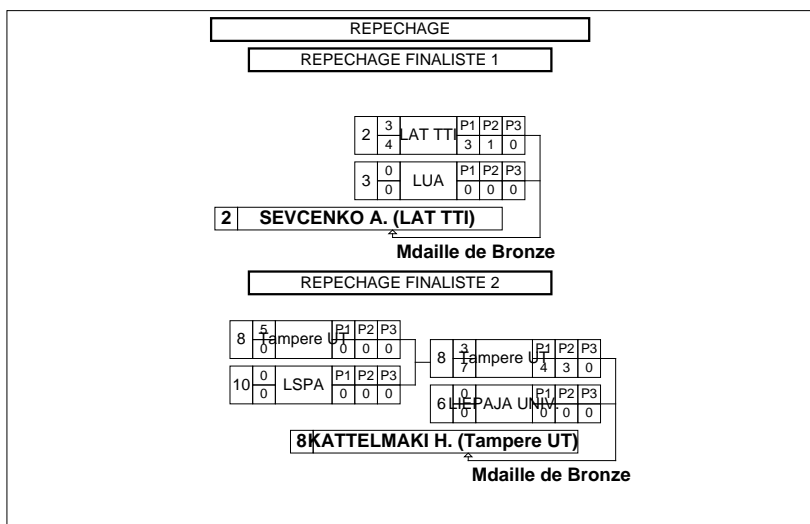 REPECHAGE
REPECHAGE FINALISTE 1
2 3 LAT TTI P1 P2 P3
4 3 1 0
3 0 LUA P1 P2 P3
0 0 0 0
2 SEVCENKO A. (LAT TTI)
Mdaille de Bronze
REPECHAGE FINALISTE 2
8 5 Tampere UT P1 P2 P3
0 0 0 0
10 0 LSPA P1 P2 P3
0 0 0 0
8 3 Tampere UT P1 P2 P3
7 4 3 0
6 0 LIEPAJA UNIV. P1 P2 P3
0 0 0 0
8 KATTELMAKI H. (Tampere UT)
Mdaille de Bronze